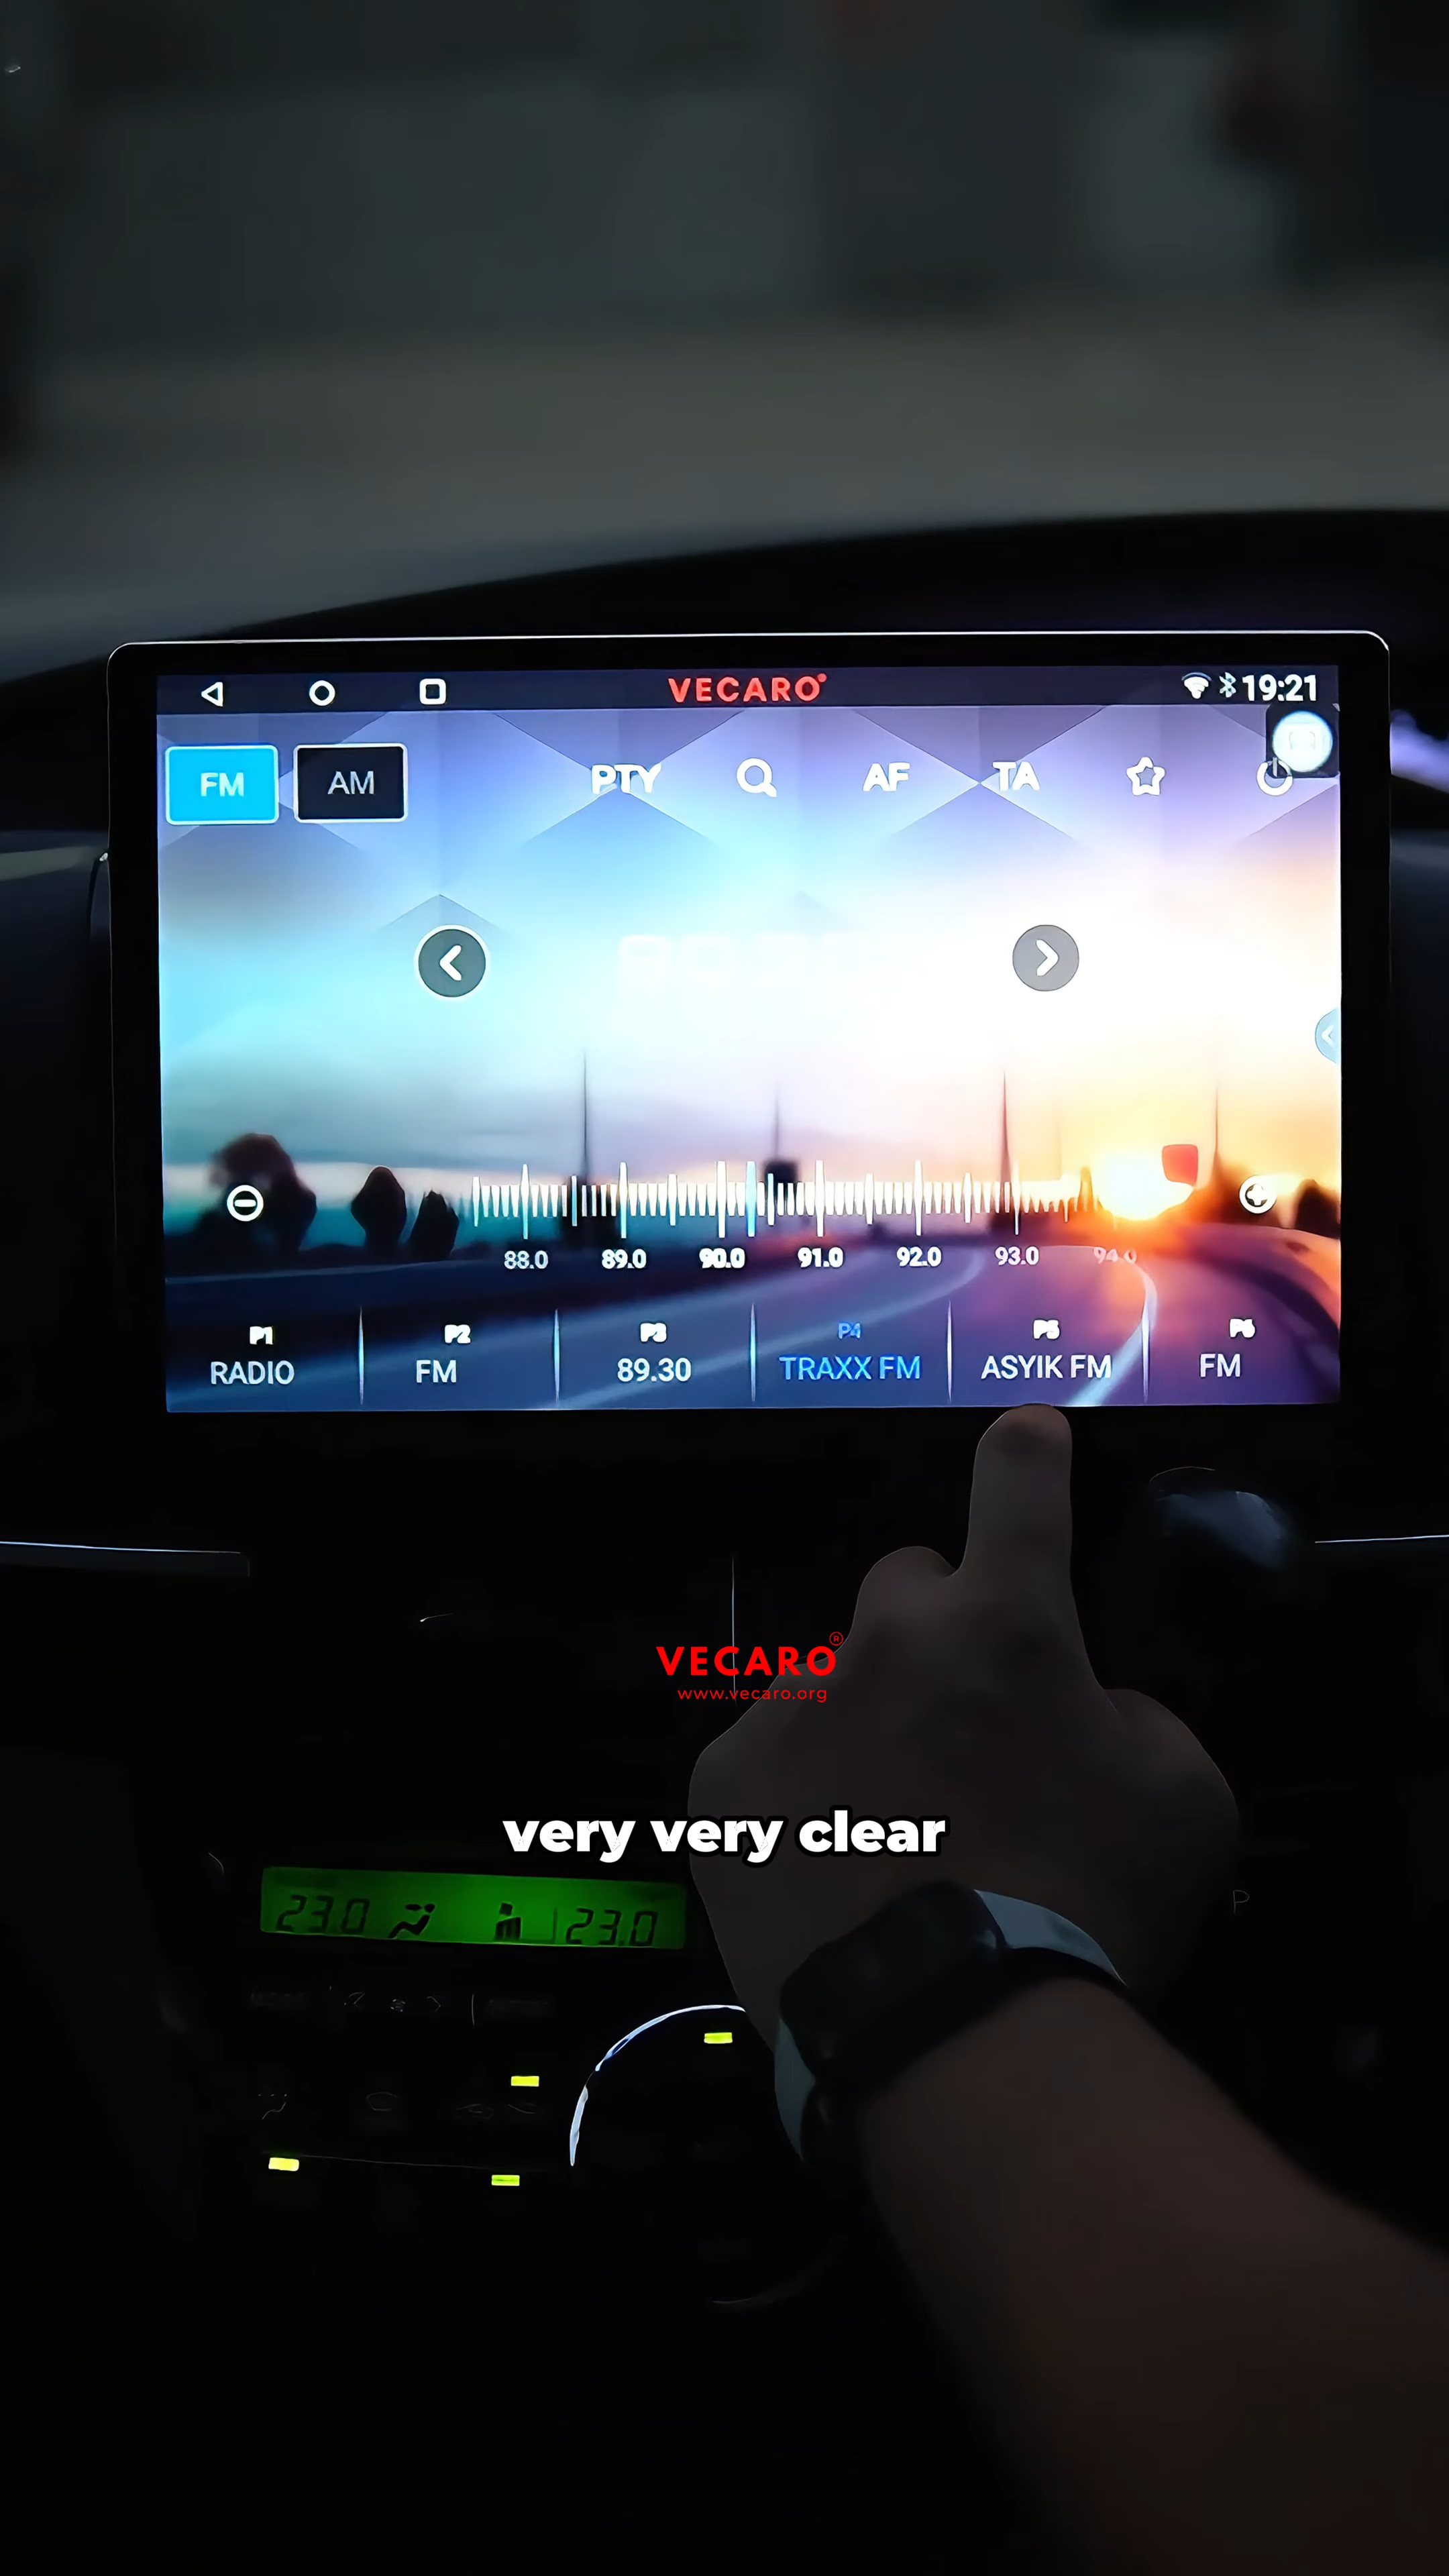 VECARO
19:21
FM AM PTY AF TA
88.0 89.0 90.0 91.0 92.0 93.0 94.0
P1 P2 P3 P4 P5 P6
RADIO FM 89.30 TRAXX FM ASYIK FM FM
VECARO®
www.vecaro.org
very very clear
23.0 23.0
P